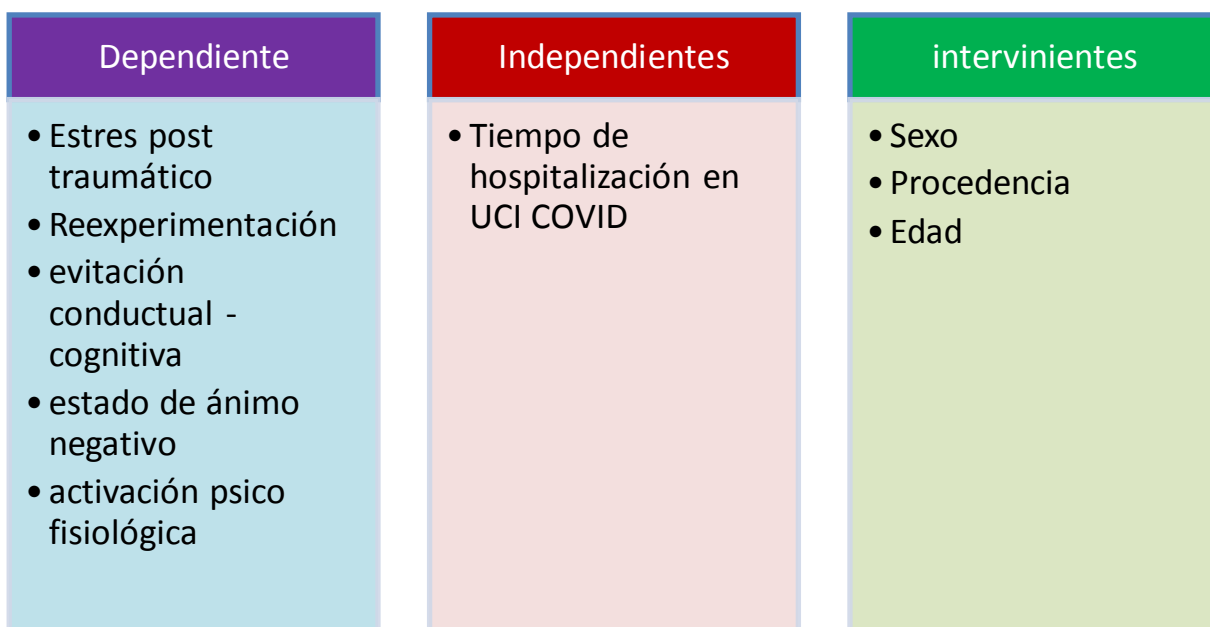 Dependiente
• Estres post
traumático
• Reexperimentación
• evitación
conductual -
cognitiva
• estado de ánimo
negativo
• activación psico
fisiológica
Independientes
• Tiempo de
hospitalización en
UCI COVID
intervinientes
• Sexo
• Procedencia
• Edad